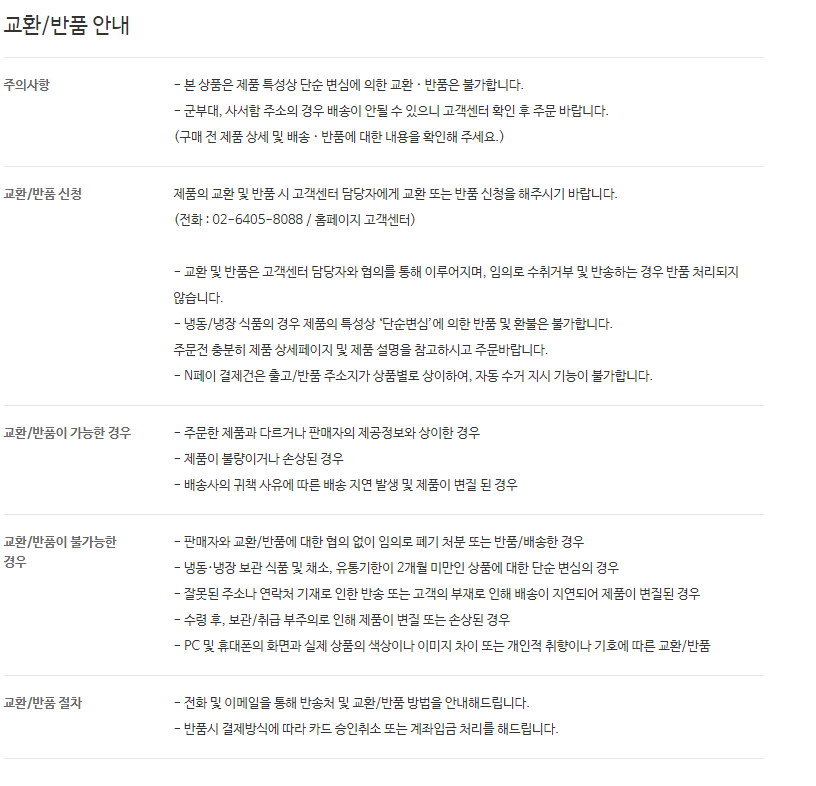 교환/반품 안내
주의사항
- 본 상품은 제품 특성상 단순 변심에 의한 교환 · 반품은 불가합니다.
- 군부대, 사서함 주소의 경우 배송이 안될 수 있으니 고객센터 확인 후 주문 바랍니다.
(구매 전 제품 상세 및 배송 · 반품에 대한 내용을 확인해 주세요.)
교환/반품 신청
제품의 교환 및 반품 시 고객센터 담당자에게 교환 또는 반품 신청을 해주시기 바랍니다.
(전화 : 02-6405-8088 / 홈페이지 고객센터)
- 교환 및 반품은 고객센터 담당자와 협의를 통해 이루어지며, 임의로 수취거부 및 반송하는 경우 반품 처리되지
않습니다.
- 냉동/냉장 식품의 경우 제품의 특성상 '단순변심'에 의한 반품 및 환불은 불가합니다.
주문전 충분히 제품 상세페이지 및 제품 설명을 참고하시고 주문바랍니다.
- N페이 결제건은 출고/반품 주소지가 상품별로 상이하여, 자동 수거 지시 기능이 불가합니다.
교환/반품이 가능한 경우
- 주문한 제품과 다르거나 판매자의 제공정보와 상이한 경우
- 제품이 불량이거나 손상된 경우
- 배송사의 귀책 사유에 따른 배송 지연 발생 및 제품이 변질 된 경우
교환/반품이 불가능한
경우
- 판매자와 교환/반품에 대한 협의 없이 임의로 폐기 처분 또는 반품/배송한 경우
- 냉동·냉장 보관 식품 및 채소, 유통기한이 2개월 미만인 상품에 대한 단순 변심의 경우
- 잘못된 주소나 연락처 기재로 인한 반송 또는 고객의 부재로 인해 배송이 지연되어 제품이 변질된 경우
- 수령 후, 보관/취급 부주의로 인해 제품이 변질 또는 손상된 경우
- PC 및 휴대폰의 화면과 실제 상품의 색상이나 이미지 차이 또는 개인적 취향이나 기호에 따른 교환/반품
교환/반품 절차
- 전화 및 이메일을 통해 반송처 및 교환/반품 방법을 안내해드립니다.
- 반품시 결제방식에 따라 카드 승인취소 또는 계좌입금 처리를 해드립니다.